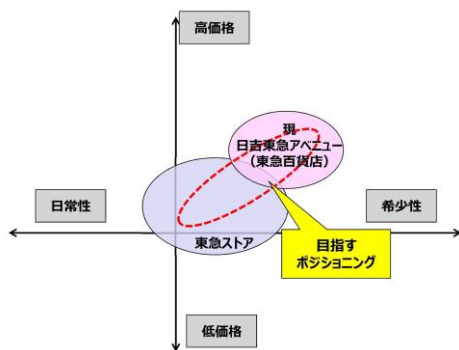 高価格
現
日吉東急アベニュー
（東急百貨店）
日常性
希少性
東急ストア
目指す
ポジショニング
低価格